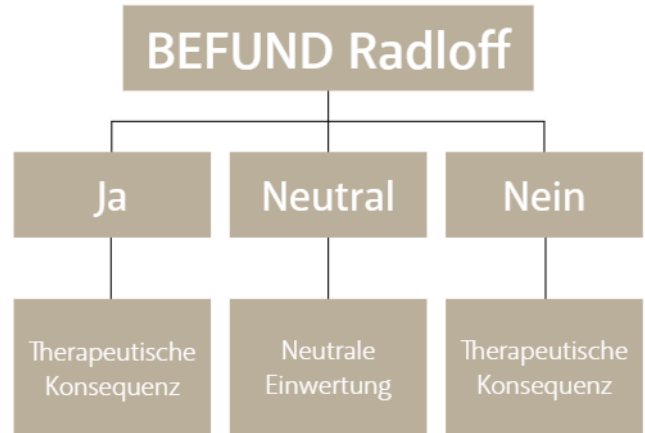 BEFUND Radloff
Ja
Neutral
Nein
Therapeutische
Konsequenz
Neutrale
Einwertung
Therapeutische
Konsequenz